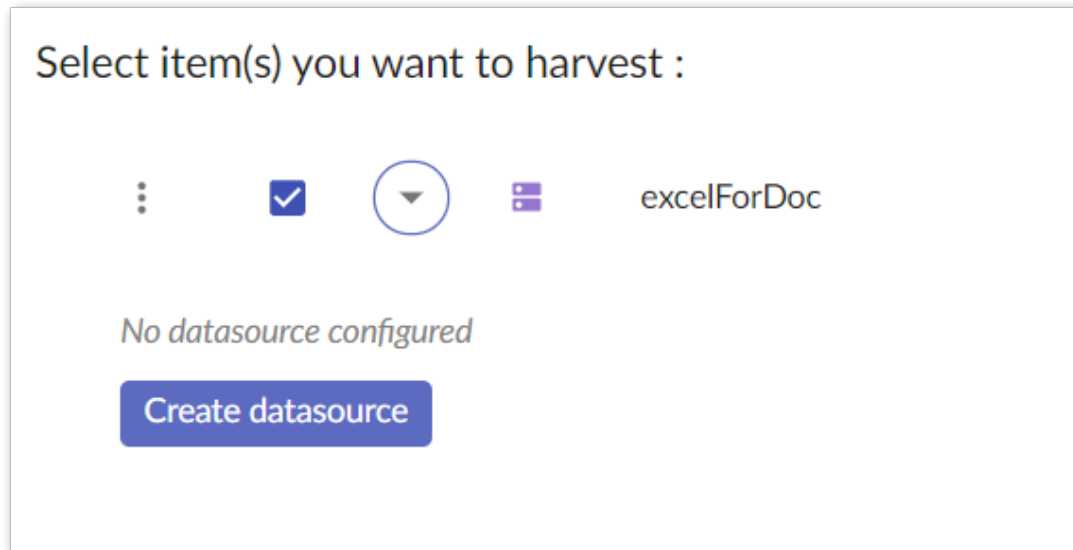 Select item(s) you want to harvest :
excelForDoc
No datasource configured
Create datasource